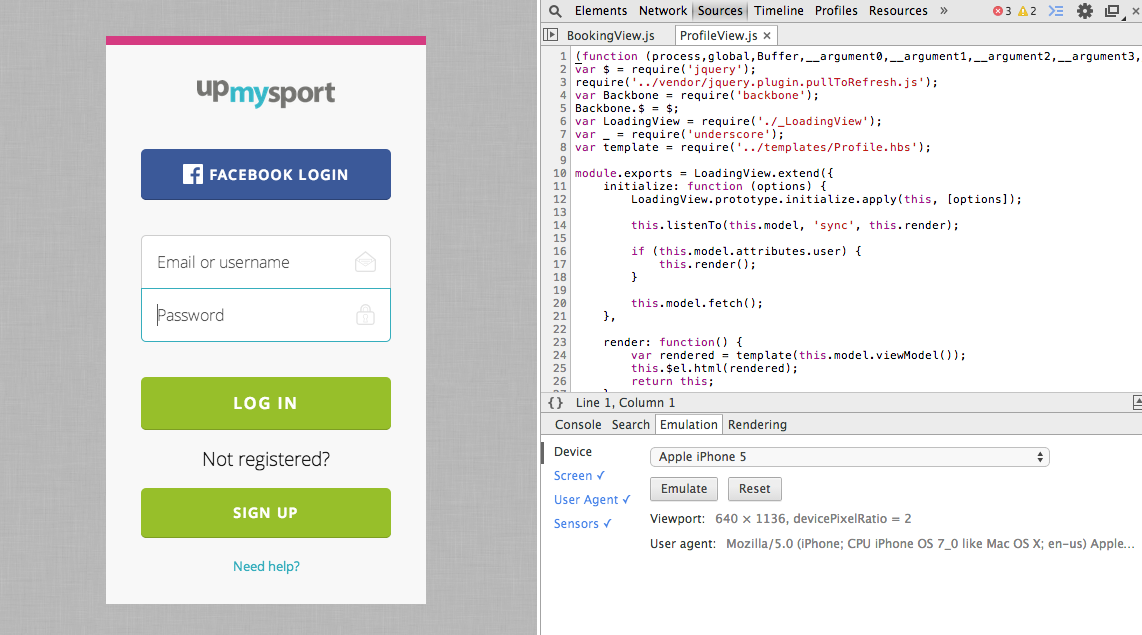 upmysport
FACEBOOK LOGIN
Email or username
Password
LOG IN
Not registered?
SIGN UP
Need help?
Elements Network Sources Timeline Profiles Resources » 3 2
BookingView.js ProfileView.js ×
1 (function (process,global,Buffer,__argument0,__argument1,__argument2,__argument3,
2 var $ = require('jquery');
3 require('../vendor/jquery.plugin.pullToRefresh.js');
4 var Backbone = require('backbone');
5 Backbone.$ = $;
6 var LoadingView = require('./_LoadingView');
7 var _ = require('underscore');
8 var template = require('../templates/Profile.hbs');
9
10 module.exports = LoadingView.extend({
11 initialize: function (options) {
12 LoadingView.prototype.initialize.apply(this, [options]);
13
14 this.listenTo(this.model, 'sync', this.render);
15
16 if (this.model.attributes.user) {
17 this.render();
18 }
19
20 this.model.fetch();
21 },
22
23 render: function() {
24 var rendered = template(this.model.viewModel());
25 this.$el.html(rendered);
26 return this;
{} Line 1, Column 1
Console Search Emulation Rendering
Device
Screen ✓
User Agent ✓
Sensors ✓
Apple iPhone 5
Emulate Reset
Viewport: 640 × 1136, devicePixelRatio = 2
User agent: Mozilla/5.0 (iPhone; CPU iPhone OS 7_0 like Mac OS X; en-us) Apple...